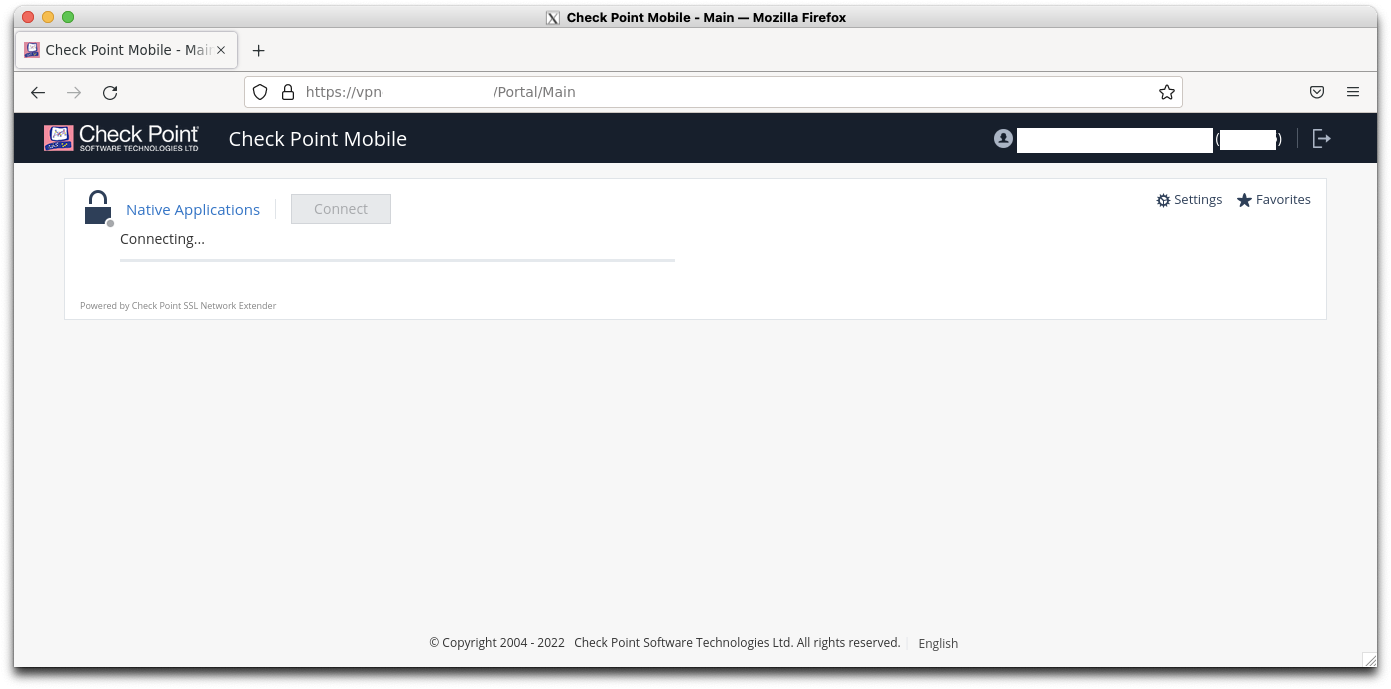 Check Point Mobile - Main — Mozilla Firefox
Check Point Mobile - Main
https://vpn /Portal/Main
Check Point
SOFTWARE TECHNOLOGIES LTD
Check Point Mobile
( )
Native Applications
Connect
Settings
Favorites
Connecting...
Powered by Check Point SSL Network Extender
© Copyright 2004 - 2022 Check Point Software Technologies Ltd. All rights reserved.
English